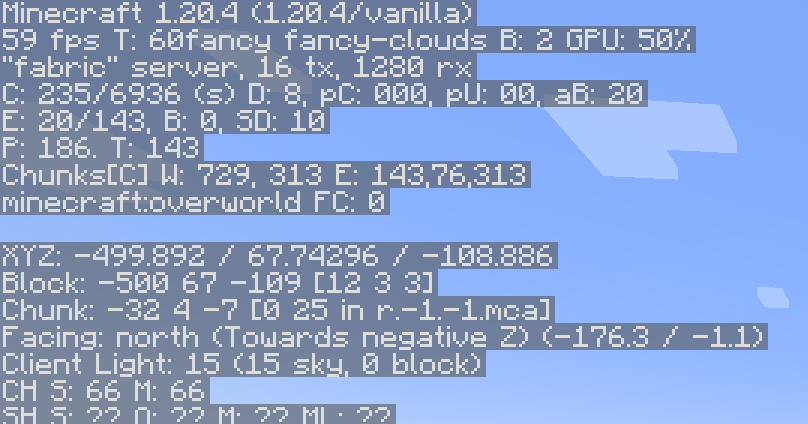 Minecraft 1.20.4 (1.20.4/vanilla)
59 fps T: 60fancy fancy-clouds B: 2 GPU: 50%
"fabric" server, 16 tx, 1280 rx
C: 235/6936 (s) D: 8, pC: 000, pU: 00, aB: 20
E: 20/143, B: 0, SD: 10
P: 186. T: 143
Chunks[C] W: 729, 313 E: 143,76,313
minecraft:overworld FC: 0
XYZ: -499.892 / 67.74296 / -108.886
Block: -500 67 -109 [12 3 3]
Chunk: -32 4 -7 [0 25 in r.-1.-1.mca]
Facing: north (Towards negative Z) (-176.3 / -1.1)
Client Light: 15 (15 sky, 0 block)
CH S: 66 M: 66
SH S: ?? O: ?? M: ?? ML: ??